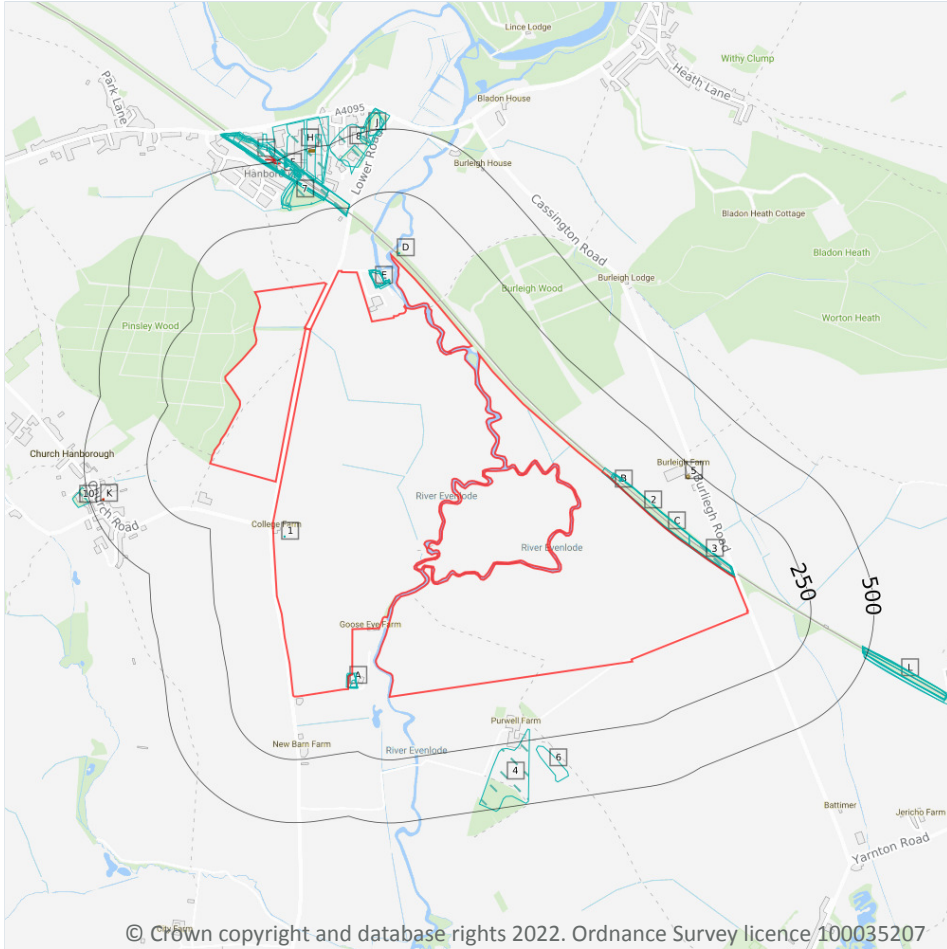 Lince Lodge
Withy Clump
Heath Lane
Park Lane
Bladon House
A4095
J
H
7
Lower Road
Burleigh House
Cassington Road
Bladon Heath Cottage
D
E
Bladon Heath
Burleigh Lodge
Burleigh Wood
Worton Heath
Pinsley Wood
Church Hanborough
10
K
Church Road
Burleigh Farm
5
B
2
C
3
Burliegh Road
River Evenlode
College Farm
1
River Evenlode
250
500
Goose Eye Farm
A
L
Purwell Farm
New Barn Farm
River Evenlode
4
6
Battimer
Jericho Farm
Yarnton Road
City Farm
© Crown copyright and database rights 2022. Ordnance Survey licence 100035207